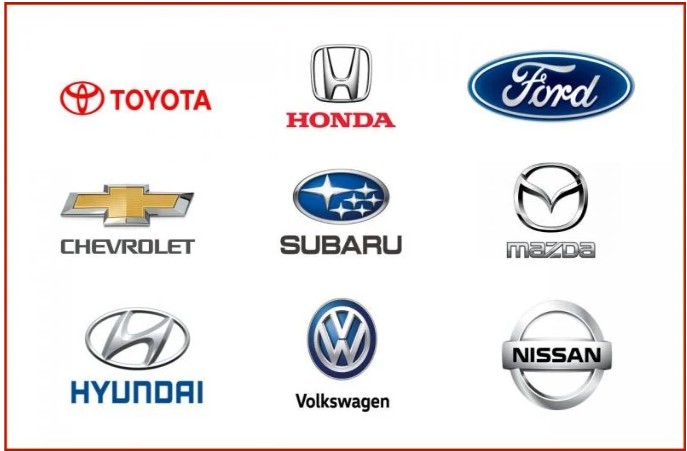 TOYOTA
HONDA
Ford
CHEVROLET
SUBARU
mazda
HYUNDAI
Volkswagen
NISSAN